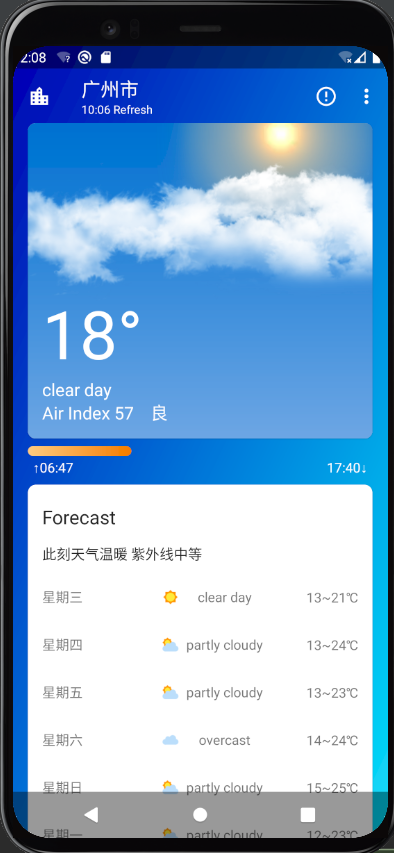 2:08
广州市
10:06 Refresh
18°
clear day
Air Index 57 良
↑06:47 17:40↓
Forecast
此刻天气温暖 紫外线中等
星期三 clear day 13~21℃
星期四 partly cloudy 13~24℃
星期五 partly cloudy 13~23℃
星期六 overcast 14~24℃
星期日 partly cloudy 15~25℃
星期一 partly cloudy 12~23℃